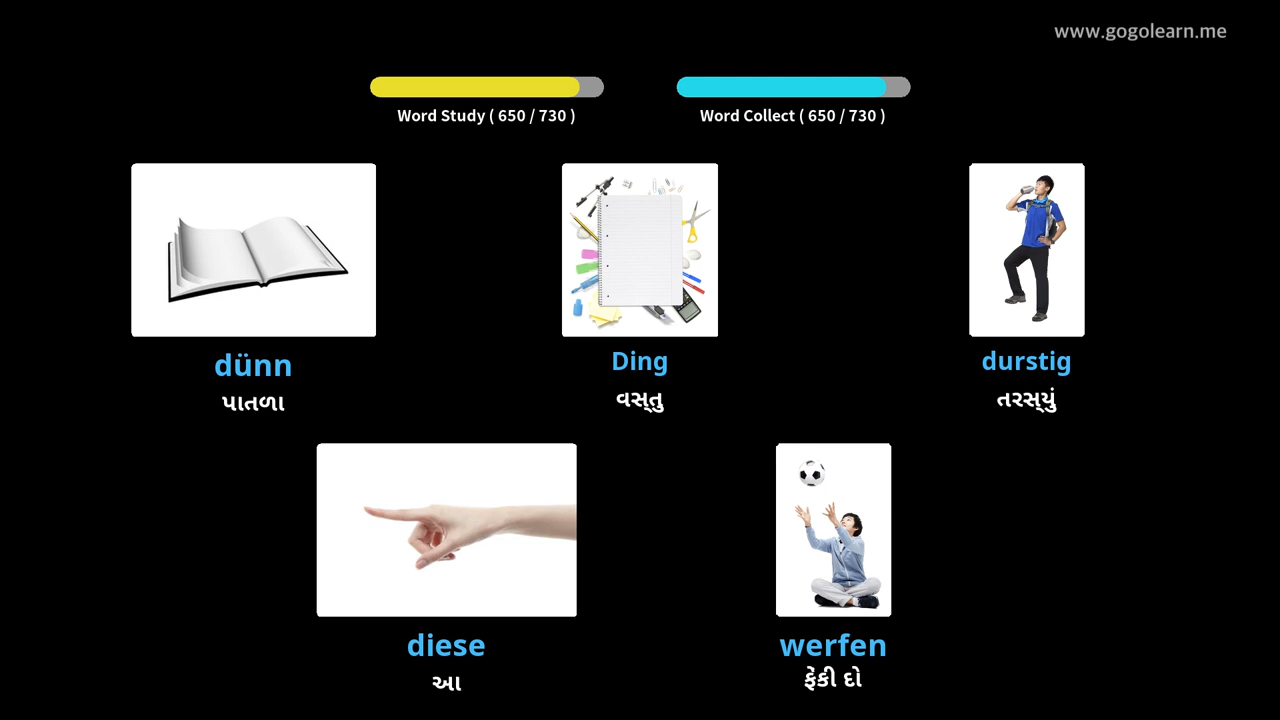 www.gogolearn.me
Word Study ( 650 / 730 )
Word Collect ( 650 / 730 )
dünn
પાતળા
Ding
વસ્તુ
durstig
તરસ્યું
diese
આ
werfen
ફેંકી દો